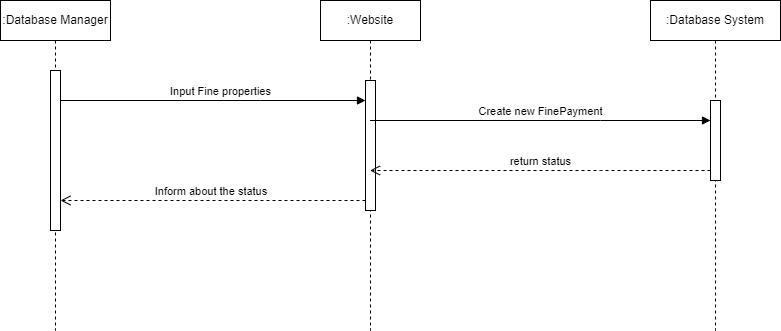 :Database Manager
:Website
:Database System
Input Fine properties
Create new FinePayment
return status
Inform about the status